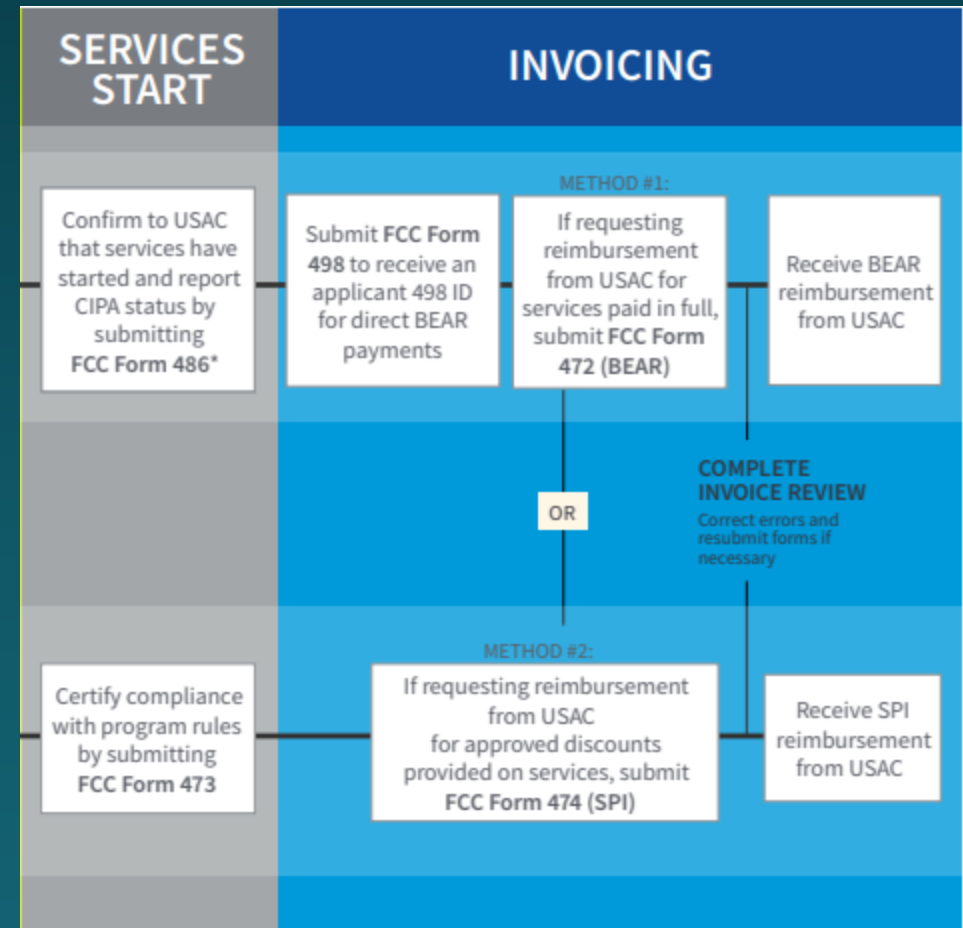 SERVICES
START
INVOICING
Confirm to USAC
that services have
started and report
CIPA status by
submitting
FCC Form 486*
Submit FCC Form
498 to receive an
applicant 498 ID
for direct BEAR
payments
METHOD #1:
If requesting
reimbursement
from USAC for
services paid in full,
submit FCC Form
472 (BEAR)
Receive BEAR
reimbursement
from USAC
OR
COMPLETE
INVOICE REVIEW
Correct errors and
resubmit forms if
necessary
Certify compliance
with program rules
by submitting
FCC Form 473
METHOD #2:
If requesting reimbursement
from USAC
for approved discounts
provided on services, submit
FCC Form 474 (SPI)
Receive SPI
reimbursement
from USAC